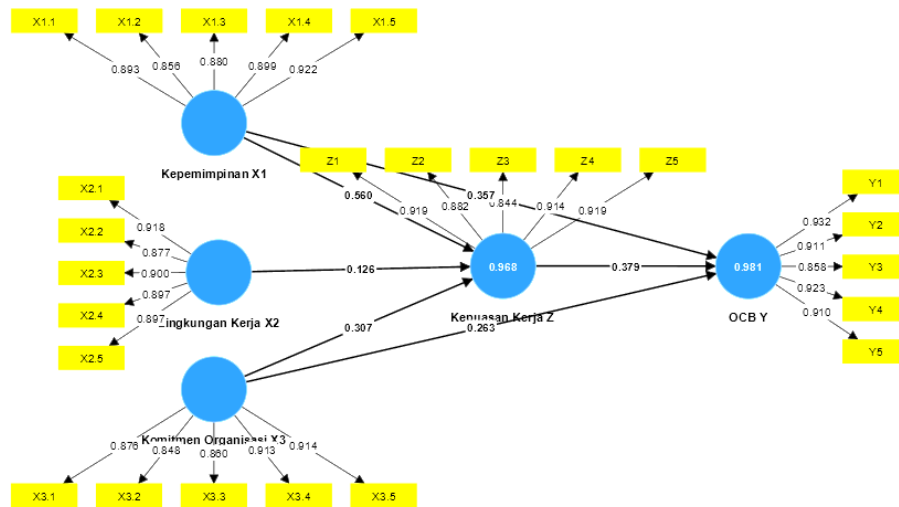 X1.1
X1.2
X1.3
X1.4
X1.5
0.893
0.856
0.880
0.899
0.922
Kepemimpinan X1
Z1
Z2
Z3
Z4
Z5
0.560
0.357
0.919
0.882
0.844
0.914
0.919
X2.1
X2.2
X2.3
X2.4
X2.5
0.918
0.877
0.900
0.897
0.897
Lingkungan Kerja X2
0.126
0.968
Kepuasan Kerja Z
0.379
0.981
OCB Y
Y1
Y2
Y3
Y4
Y5
0.932
0.911
0.858
0.923
0.910
0.307
0.263
Komitmen Organisasi X3
0.876
0.848
0.860
0.913
0.914
X3.1
X3.2
X3.3
X3.4
X3.5